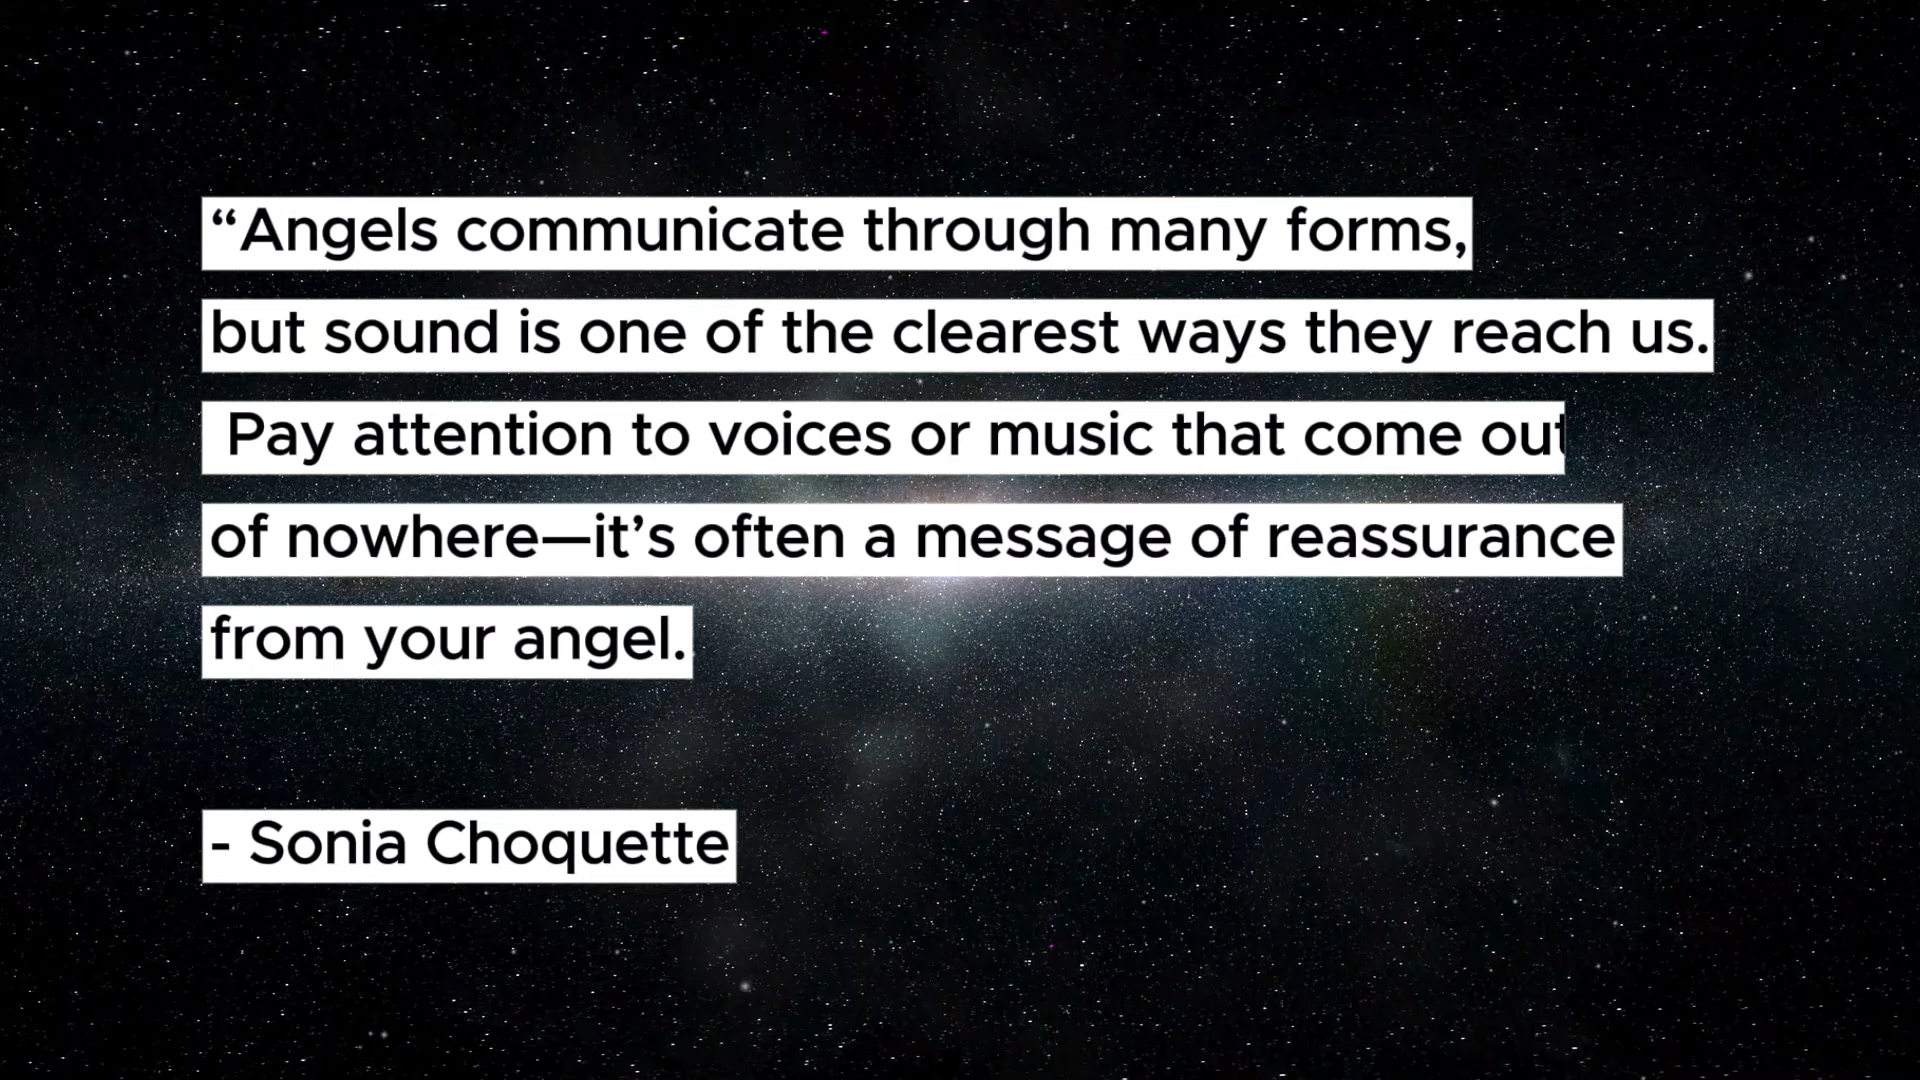 “Angels communicate through many forms,
but sound is one of the clearest ways they reach us.
Pay attention to voices or music that come out
of nowhere—it’s often a message of reassurance
from your angel.
- Sonia Choquette